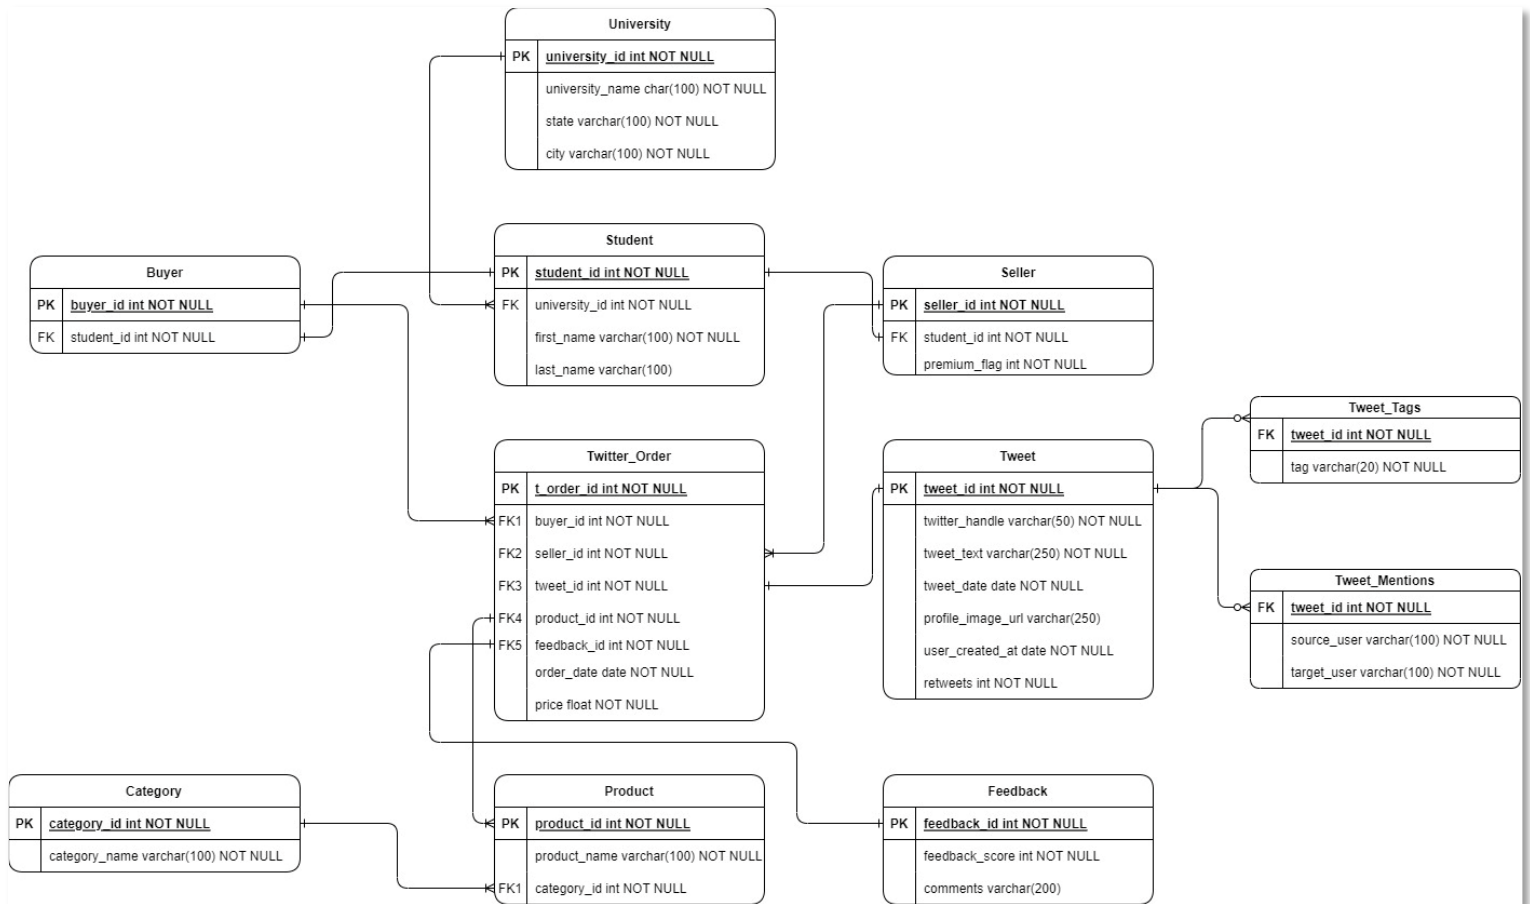 University
PK university_id int NOT NULL
university_name char(100) NOT NULL
state varchar(100) NOT NULL
city varchar(100) NOT NULL
Buyer
PK buyer_id int NOT NULL
FK student_id int NOT NULL
Student
PK student_id int NOT NULL
FK university_id int NOT NULL
first_name varchar(100) NOT NULL
last_name varchar(100)
Seller
PK seller_id int NOT NULL
FK student_id int NOT NULL
premium_flag int NOT NULL
Twitter_Order
PK t_order_id int NOT NULL
FK1 buyer_id int NOT NULL
FK2 seller_id int NOT NULL
FK3 tweet_id int NOT NULL
FK4 product_id int NOT NULL
FK5 feedback_id int NOT NULL
order_date date NOT NULL
price float NOT NULL
Tweet
PK tweet_id int NOT NULL
twitter_handle varchar(50) NOT NULL
tweet_text varchar(250) NOT NULL
tweet_date date NOT NULL
profile_image_url varchar(250)
user_created_at date NOT NULL
retweets int NOT NULL
Tweet_Tags
FK tweet_id int NOT NULL
tag varchar(20) NOT NULL
Tweet_Mentions
FK tweet_id int NOT NULL
source_user varchar(100) NOT NULL
target_user varchar(100) NOT NULL
Category
PK category_id int NOT NULL
category_name varchar(100) NOT NULL
Product
PK product_id int NOT NULL
product_name varchar(100) NOT NULL
FK1 category_id int NOT NULL
Feedback
PK feedback_id int NOT NULL
feedback_score int NOT NULL
comments varchar(200)